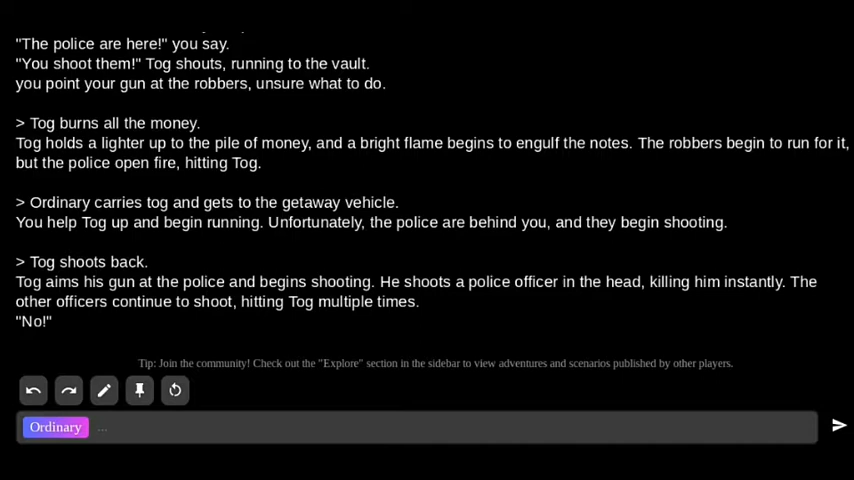 "The police are here!" you say.
"You shoot them!" Tog shouts, running to the vault.
you point your gun at the robbers, unsure what to do.
> Tog burns all the money.
Tog holds a lighter up to the pile of money, and a bright flame begins to engulf the notes. The robbers begin to run for it,
but the police open fire, hitting Tog.
> Ordinary carries tog and gets to the getaway vehicle.
You help Tog up and begin running. Unfortunately, the police are behind you, and they begin shooting.
> Tog shoots back.
Tog aims his gun at the police and begins shooting. He shoots a police officer in the head, killing him instantly. The
other officers continue to shoot, hitting Tog multiple times.
"No!"
Tip: Join the community! Check out the "Explore" section in the sidebar to view adventures and scenarios published by other players.
Ordinary ...